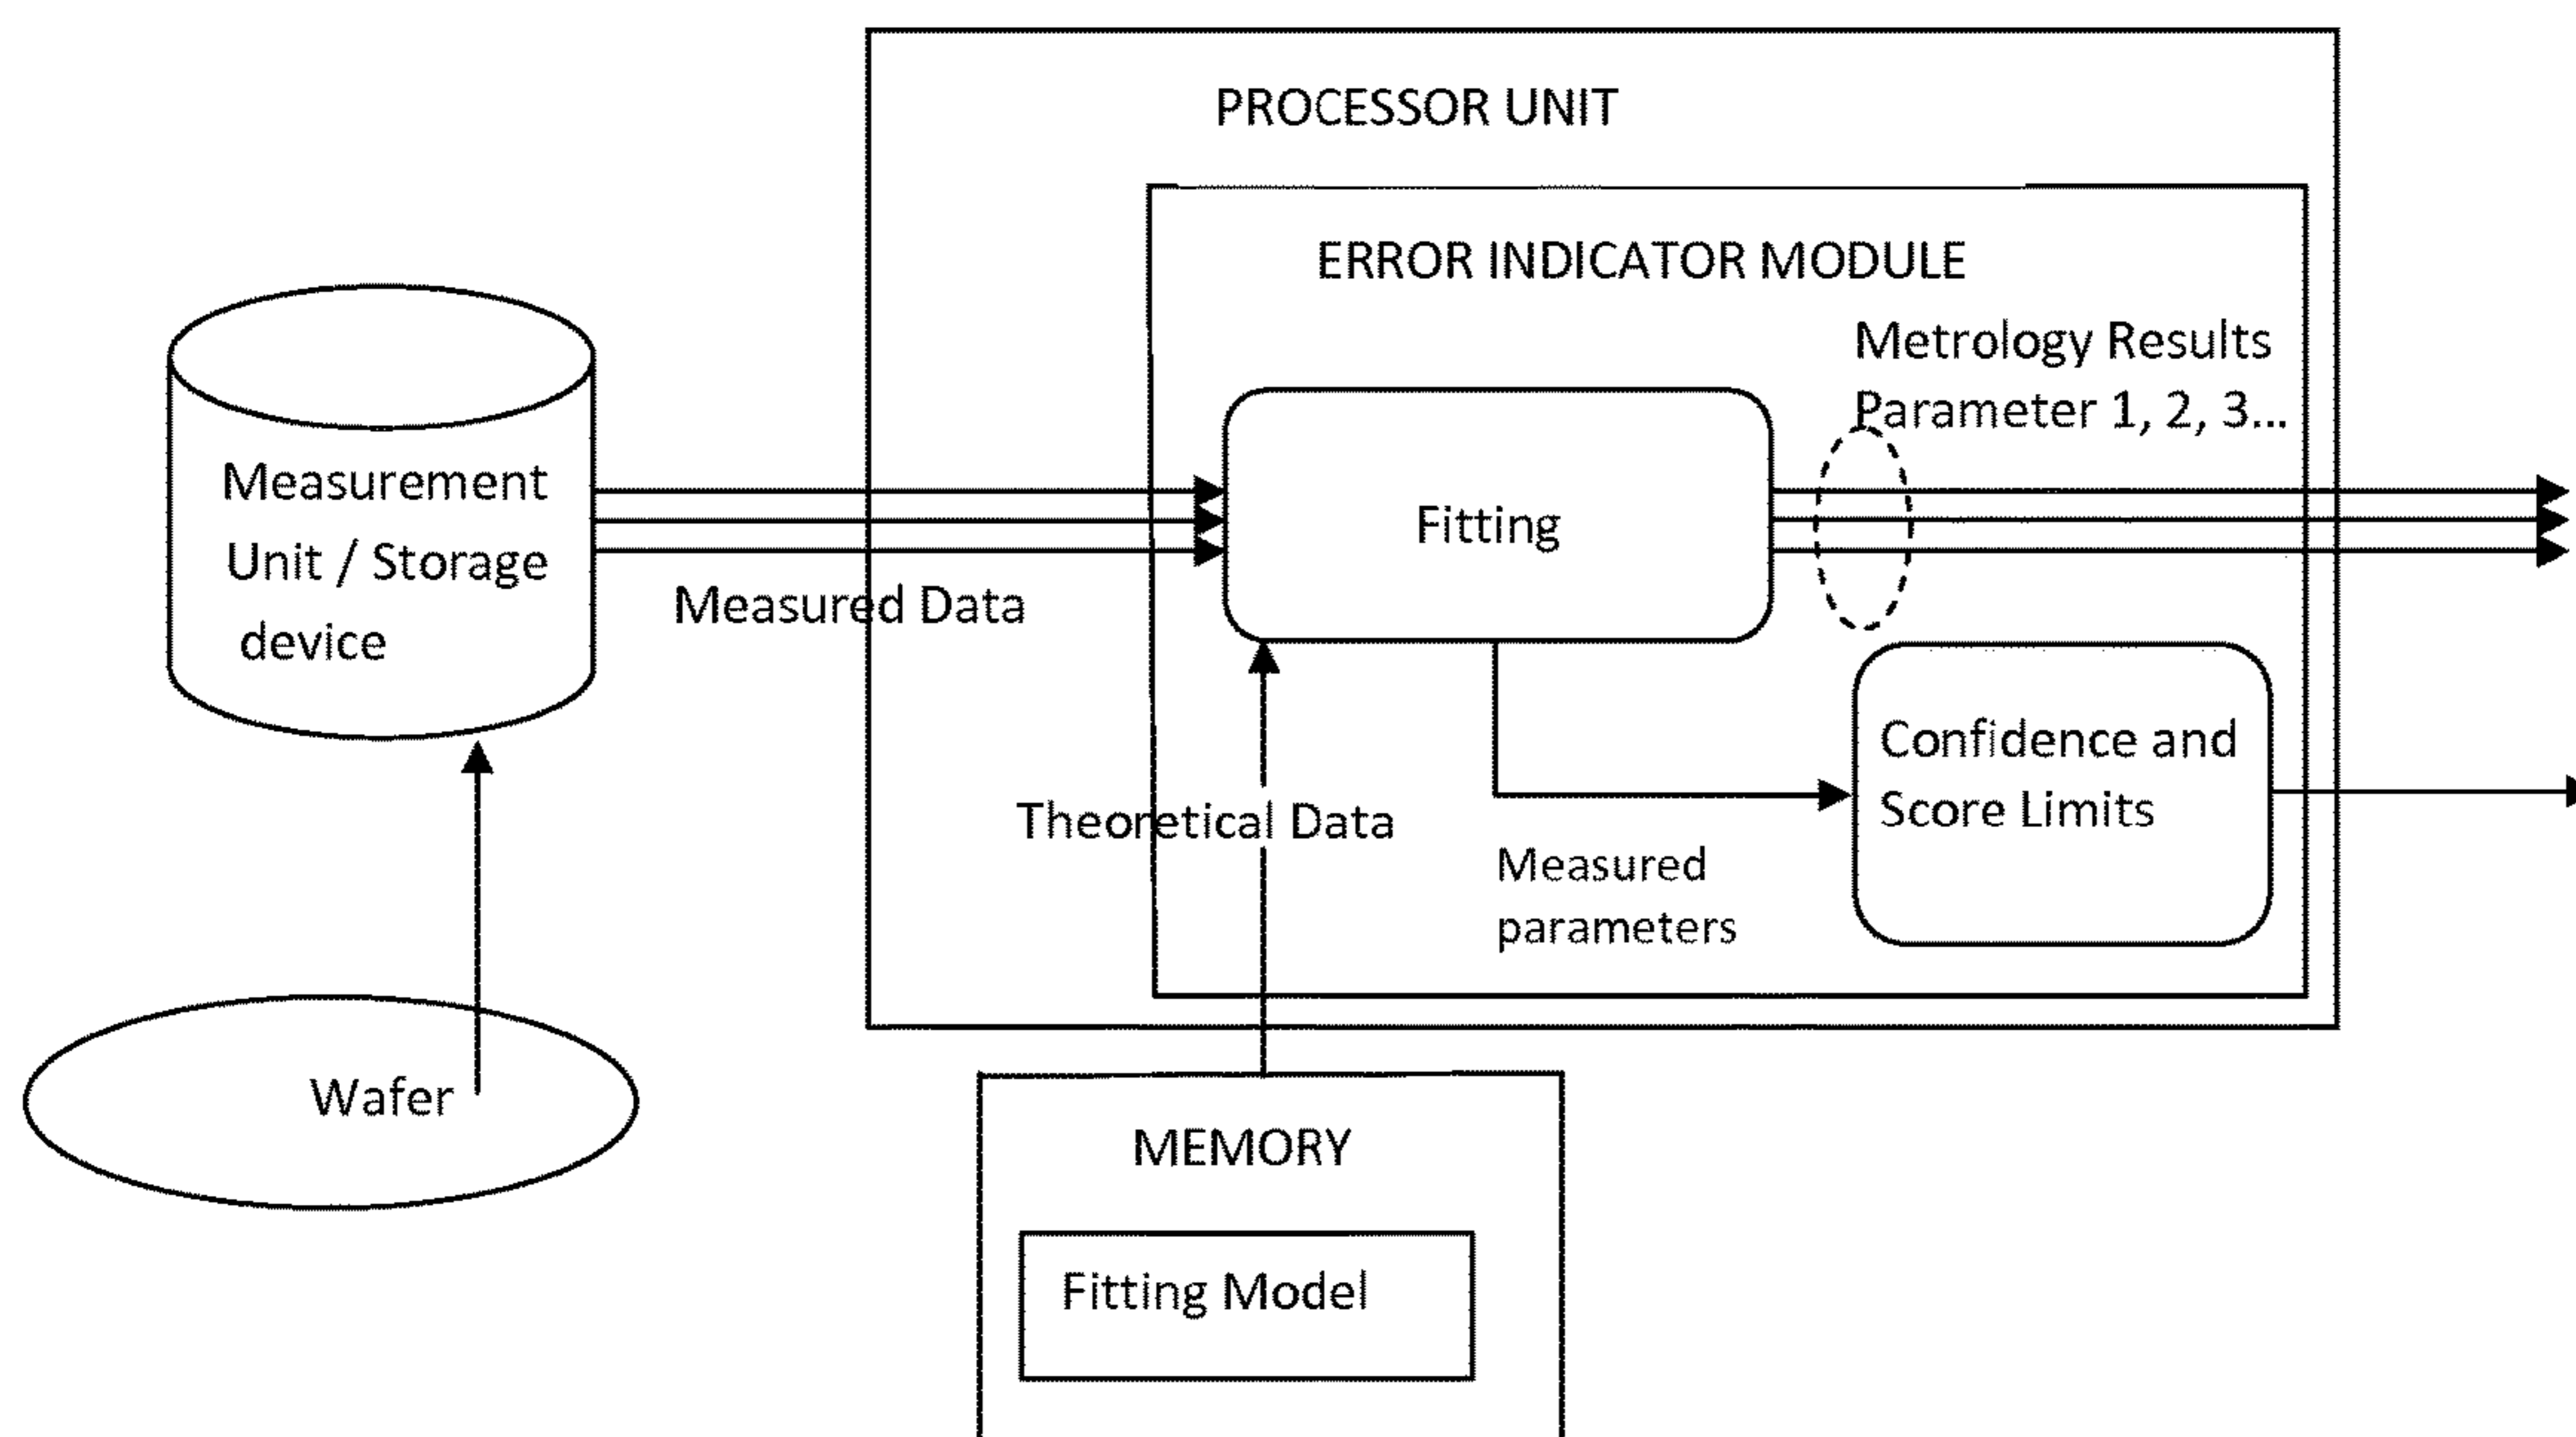 PROCESSOR UNIT
ERROR INDICATOR MODULE
Metrology Results
Parameter 1, 2, 3...
Measurement
Unit / Storage
device
Fitting
Measured Data
Confidence and
Score Limits
Theoretical Data
Measured
parameters
Wafer
MEMORY
Fitting Model